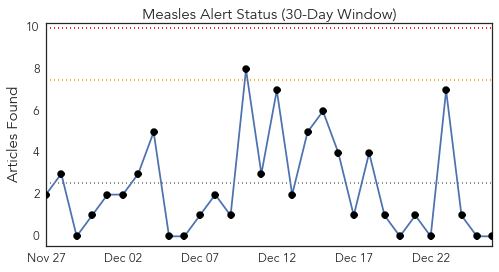 Measles Alert Status (30-Day Window)
Articles Found
10
8
6
4
2
0
Nov 27 Dec 02 Dec 07 Dec 12 Dec 17 Dec 22